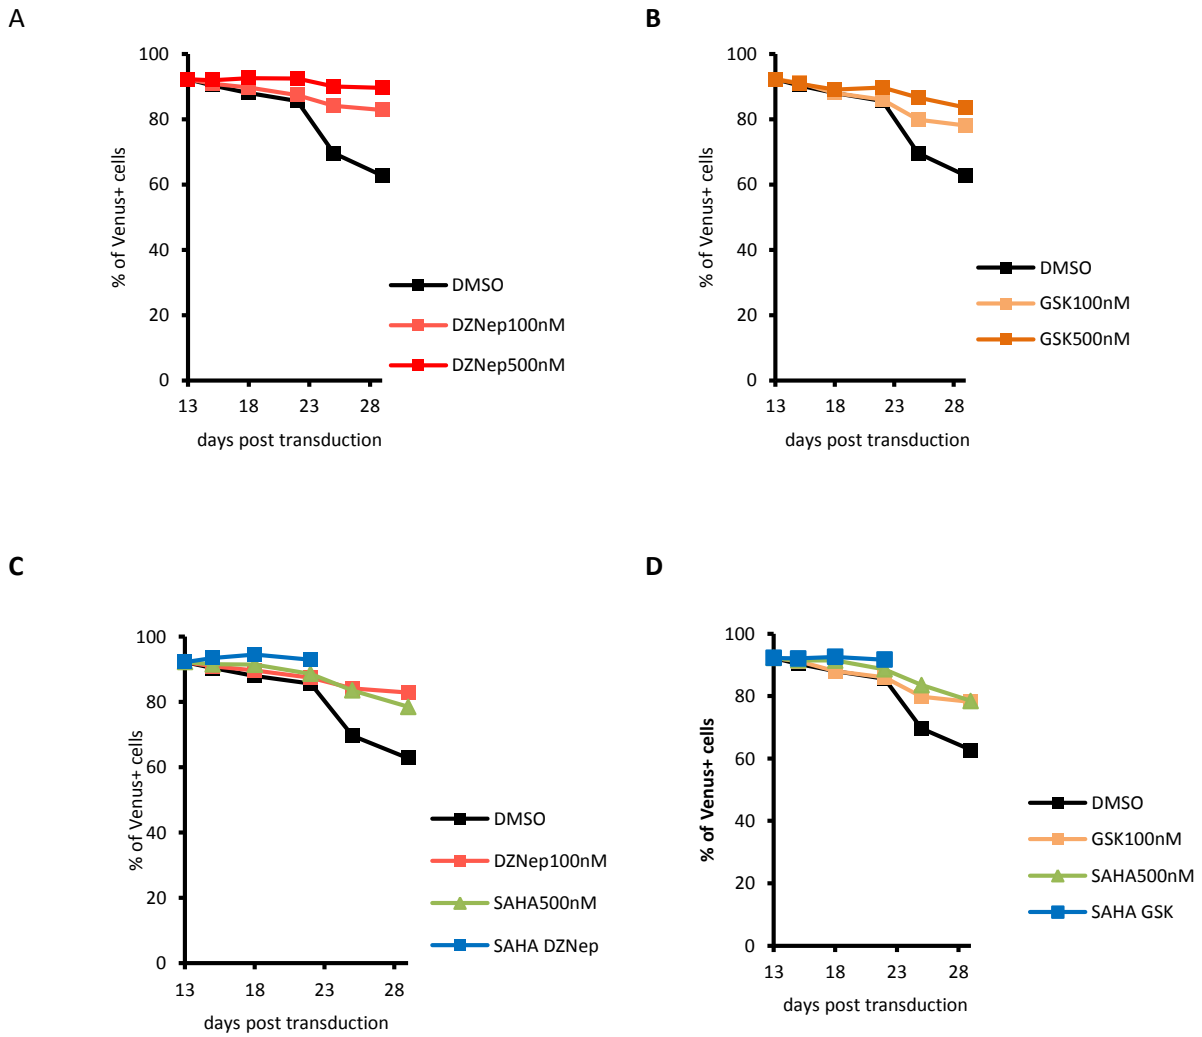 A
100
80
60
40
20
0
% of Venus+ cells
13 18 23 28
days post transduction
DMSO
DZNep100nM
DZNep500nM
B
100
80
60
40
20
0
% of Venus+ cells
13 18 23 28
days post transduction
DMSO
GSK100nM
GSK500nM
C
100
80
60
40
20
0
% of Venus+ cells
13 18 23 28
days post transduction
DMSO
DZNep100nM
SAHA500nM
SAHA DZNep
D
100
80
60
40
20
0
% of Venus+ cells
13 18 23 28
days post transduction
DMSO
GSK100nM
SAHA500nM
SAHA GSK